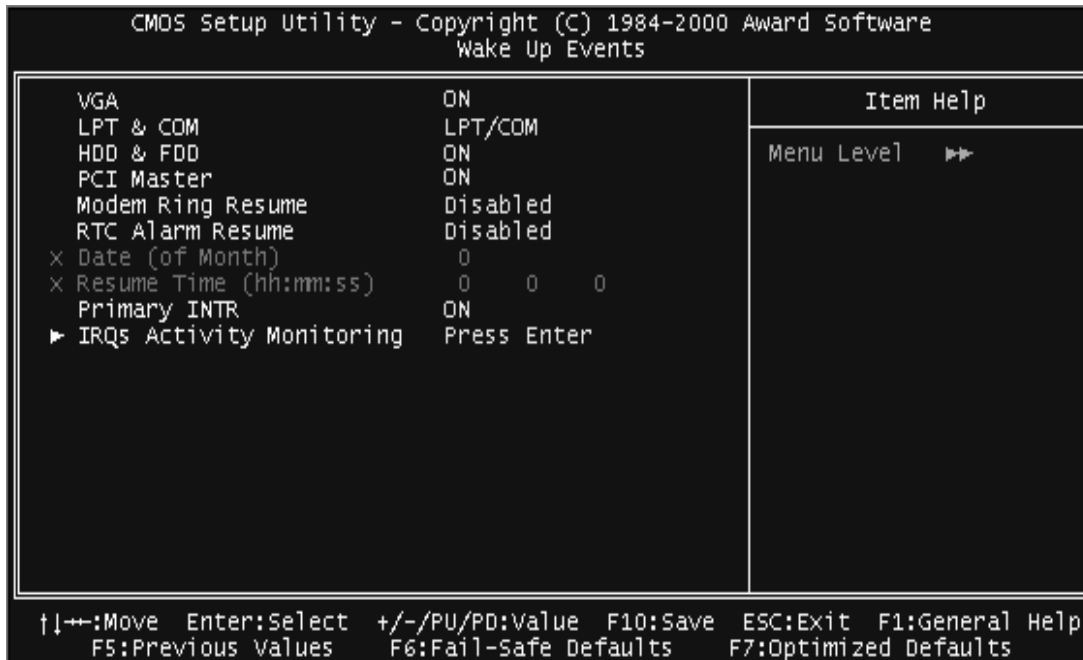 CMOS Setup Utility - Copyright (C) 1984-2000 Award Software
Wake Up Events
VGA ON
LPT & COM LPT/COM
HDD & FDD ON
PCI Master ON
Modem Ring Resume Disabled
RTC Alarm Resume Disabled
x Date (of Month) 0
x Resume Time (hh:mm:ss) 0 0 0
Primary INTR ON
► IRQs Activity Monitoring Press Enter
Item Help
Menu Level ►►
↑↓→←:Move Enter:Select +/-/PU/PD:Value F10:Save ESC:Exit F1:General Help
F5:Previous Values F6:Fail-Safe Defaults F7:Optimized Defaults